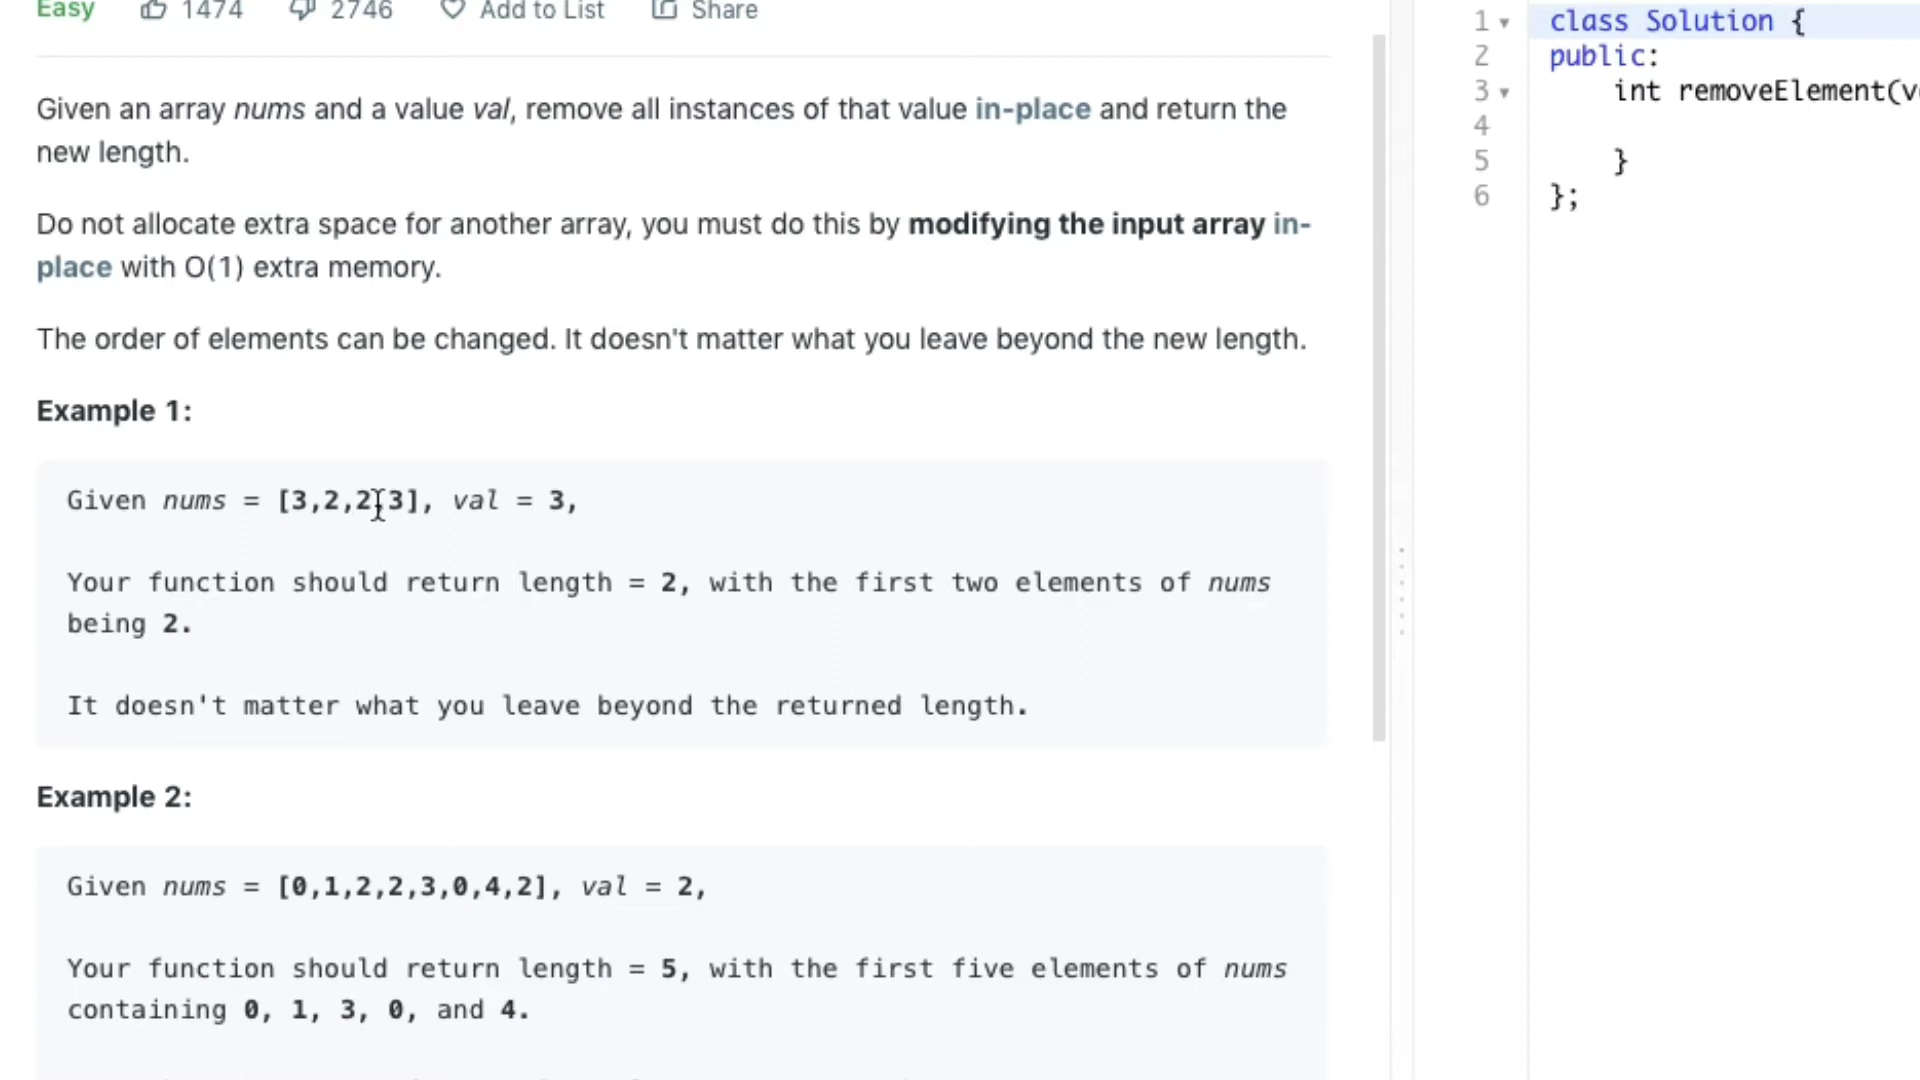 Easy 1474 2746 Add to List Share
Given an array nums and a value val, remove all instances of that value in-place and return the
new length.
Do not allocate extra space for another array, you must do this by modifying the input array in-
place with O(1) extra memory.
The order of elements can be changed. It doesn't matter what you leave beyond the new length.
Example 1:
Given nums = [3,2,2,3], val = 3,
Your function should return length = 2, with the first two elements of nums
being 2.
It doesn't matter what you leave beyond the returned length.
Example 2:
Given nums = [0,1,2,2,3,0,4,2], val = 2,
Your function should return length = 5, with the first five elements of nums
containing 0, 1, 3, 0, and 4.
1 class Solution {
2 public:
3 int removeElement(v
4
5 }
6 };